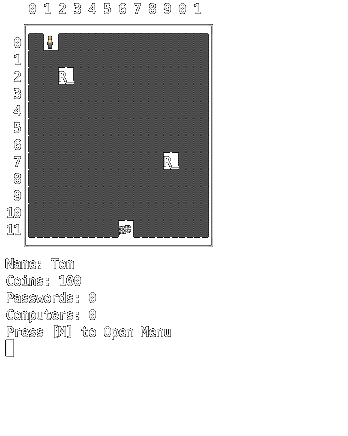 0 1 2 3 4 5 6 7 8 9 0 1
0
1
2 R
3
4
5
6
7 R
8
9
10
11
Name: Tom
Coins: 100
Passwords: 0
Computers: 0
Press [M] to Open Menu